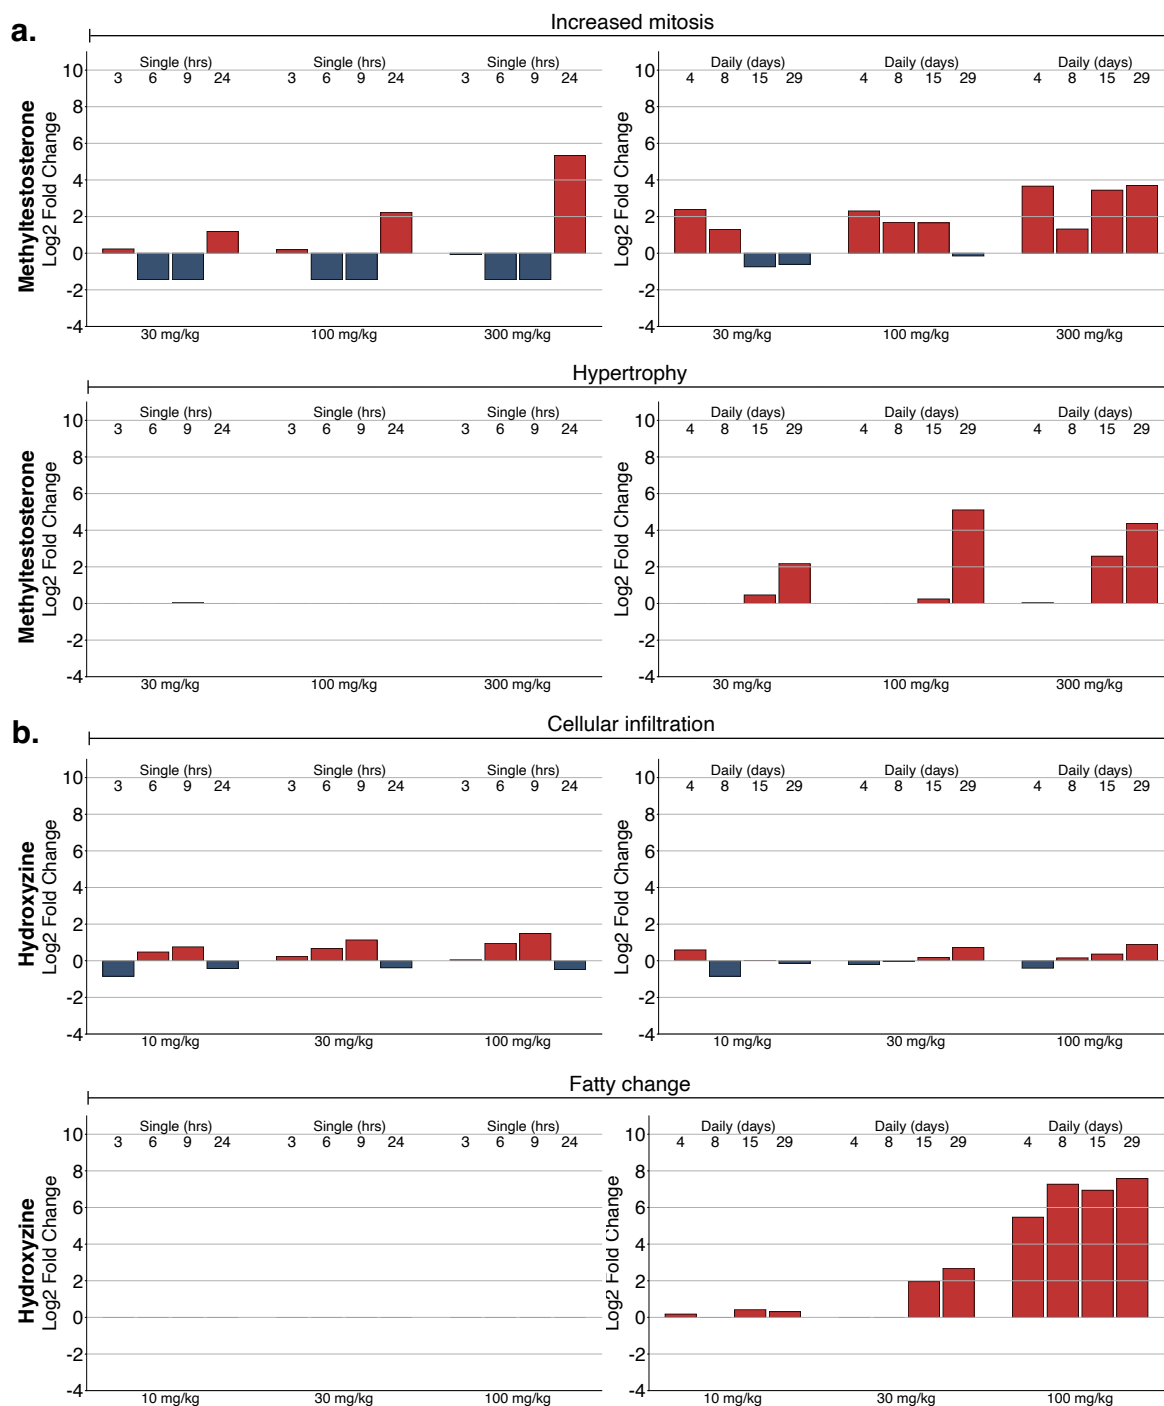 a.
Increased mitosis
Single (hrs) Single (hrs) Single (hrs)
3 6 9 24 3 6 9 24 3 6 9 24
10
8
6
4
2
0
-2
-4
Methyltestosterone
Log2 Fold Change
30 mg/kg 100 mg/kg 300 mg/kg
Daily (days) Daily (days) Daily (days)
4 8 15 29 4 8 15 29 4 8 15 29
10
8
6
4
2
0
-2
-4
Log2 Fold Change
30 mg/kg 100 mg/kg 300 mg/kg
Hypertrophy
Single (hrs) Single (hrs) Single (hrs)
3 6 9 24 3 6 9 24 3 6 9 24
10
8
6
4
2
0
-2
-4
Methyltestosterone
Log2 Fold Change
30 mg/kg 100 mg/kg 300 mg/kg
Daily (days) Daily (days) Daily (days)
4 8 15 29 4 8 15 29 4 8 15 29
10
8
6
4
2
0
-2
-4
Log2 Fold Change
30 mg/kg 100 mg/kg 300 mg/kg
b.
Cellular infiltration
Single (hrs) Single (hrs) Single (hrs)
3 6 9 24 3 6 9 24 3 6 9 24
10
8
6
4
2
0
-2
-4
Hydroxyzine
Log2 Fold Change
10 mg/kg 30 mg/kg 100 mg/kg
Daily (days) Daily (days) Daily (days)
4 8 15 29 4 8 15 29 4 8 15 29
10
8
6
4
2
0
-2
-4
Log2 Fold Change
10 mg/kg 30 mg/kg 100 mg/kg
Fatty change
Single (hrs) Single (hrs) Single (hrs)
3 6 9 24 3 6 9 24 3 6 9 24
10
8
6
4
2
0
-2
-4
Hydroxyzine
Log2 Fold Change
10 mg/kg 30 mg/kg 100 mg/kg
Daily (days) Daily (days) Daily (days)
4 8 15 29 4 8 15 29 4 8 15 29
10
8
6
4
2
0
-2
-4
Log2 Fold Change
10 mg/kg 30 mg/kg 100 mg/kg